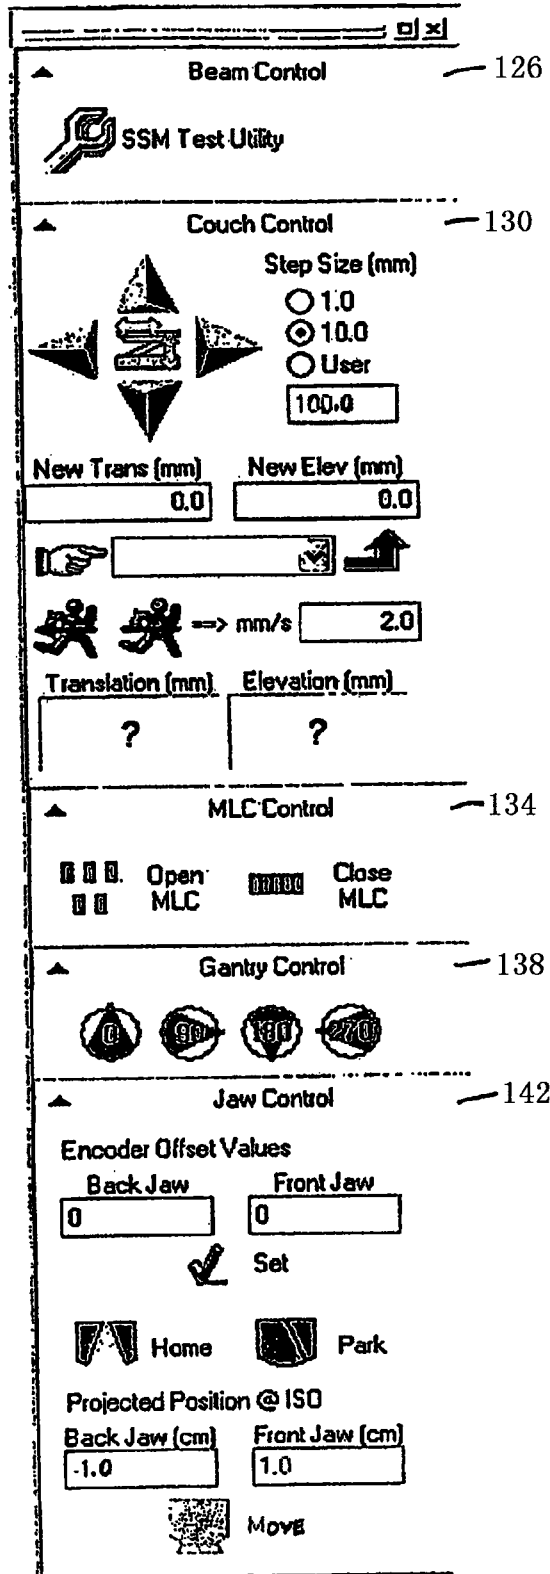 Beam Control 126
SSM Test Utility
Couch Control 130
Step Size (mm)
1.0
10.0
User
100.0
New Trans (mm) New Elev (mm)
0.0 0.0
==> mm/s 2.0
Translation (mm) Elevation (mm)
? ?
MLC Control 134
Open MLC Close MLC
Gantry Control 138
0 90 180 270
Jaw Control 142
Encoder Offset Values
Back Jaw Front Jaw
0 0
Set
Home Park
Projected Position @ ISO
Back Jaw (cm) Front Jaw (cm)
-1.0 1.0
MOVE